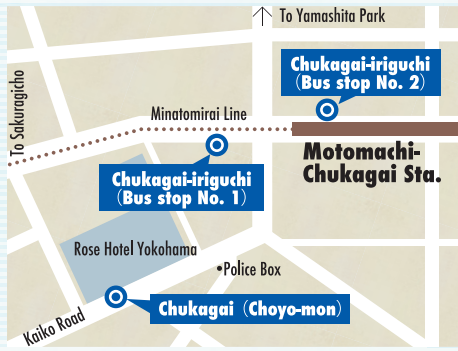 To Yamashita Park
To Sakuragicho
Chukagai-iriguchi
(Bus stop No. 2)
Minatomirai Line
Motomachi-
Chukagai Sta.
Chukagai-iriguchi
(Bus stop No. 1)
Rose Hotel Yokohama
•Police Box
Chukagai (Choyo-mon)
Kaiko Road